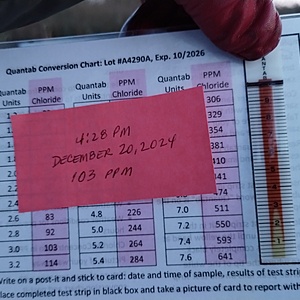 Quantab Conversion Chart: Lot #A4290A, Exp. 10/2026
Quantab Units PPM Chloride Quantab Units PPM Chloride Quantab Units PPM Chloride
306
329
354
381
410
441
474
4:28 PM
DECEMBER 20, 2024
103 PPM
2.6 83 4.8 226 7.0 511
2.8 92 5.0 244 7.2 550
3.0 103 5.2 264 7.4 593
3.2 114 5.4 284 7.6 641
Write on a post-it and stick to card: date and time of sample, results of test strip
Place completed test strip in black box and take a picture to report with